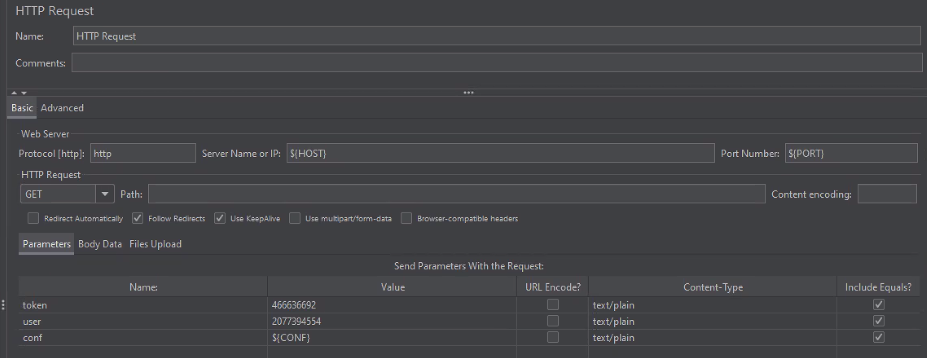 HTTP Request
Name: HTTP Request
Comments:
Basic Advanced
Web Server
Protocol [http]: http Server Name or IP: ${HOST} Port Number: ${PORT}
HTTP Request
GET Path: Content encoding:
Redirect Automatically Follow Redirects Use KeepAlive Use multipart/form-data Browser-compatible headers
Parameters Body Data Files Upload
Send Parameters With the Request:
Name: Value URL Encode? Content-Type Include Equals?
token 466636692 text/plain
user 2077394554 text/plain
conf ${CONF} text/plain